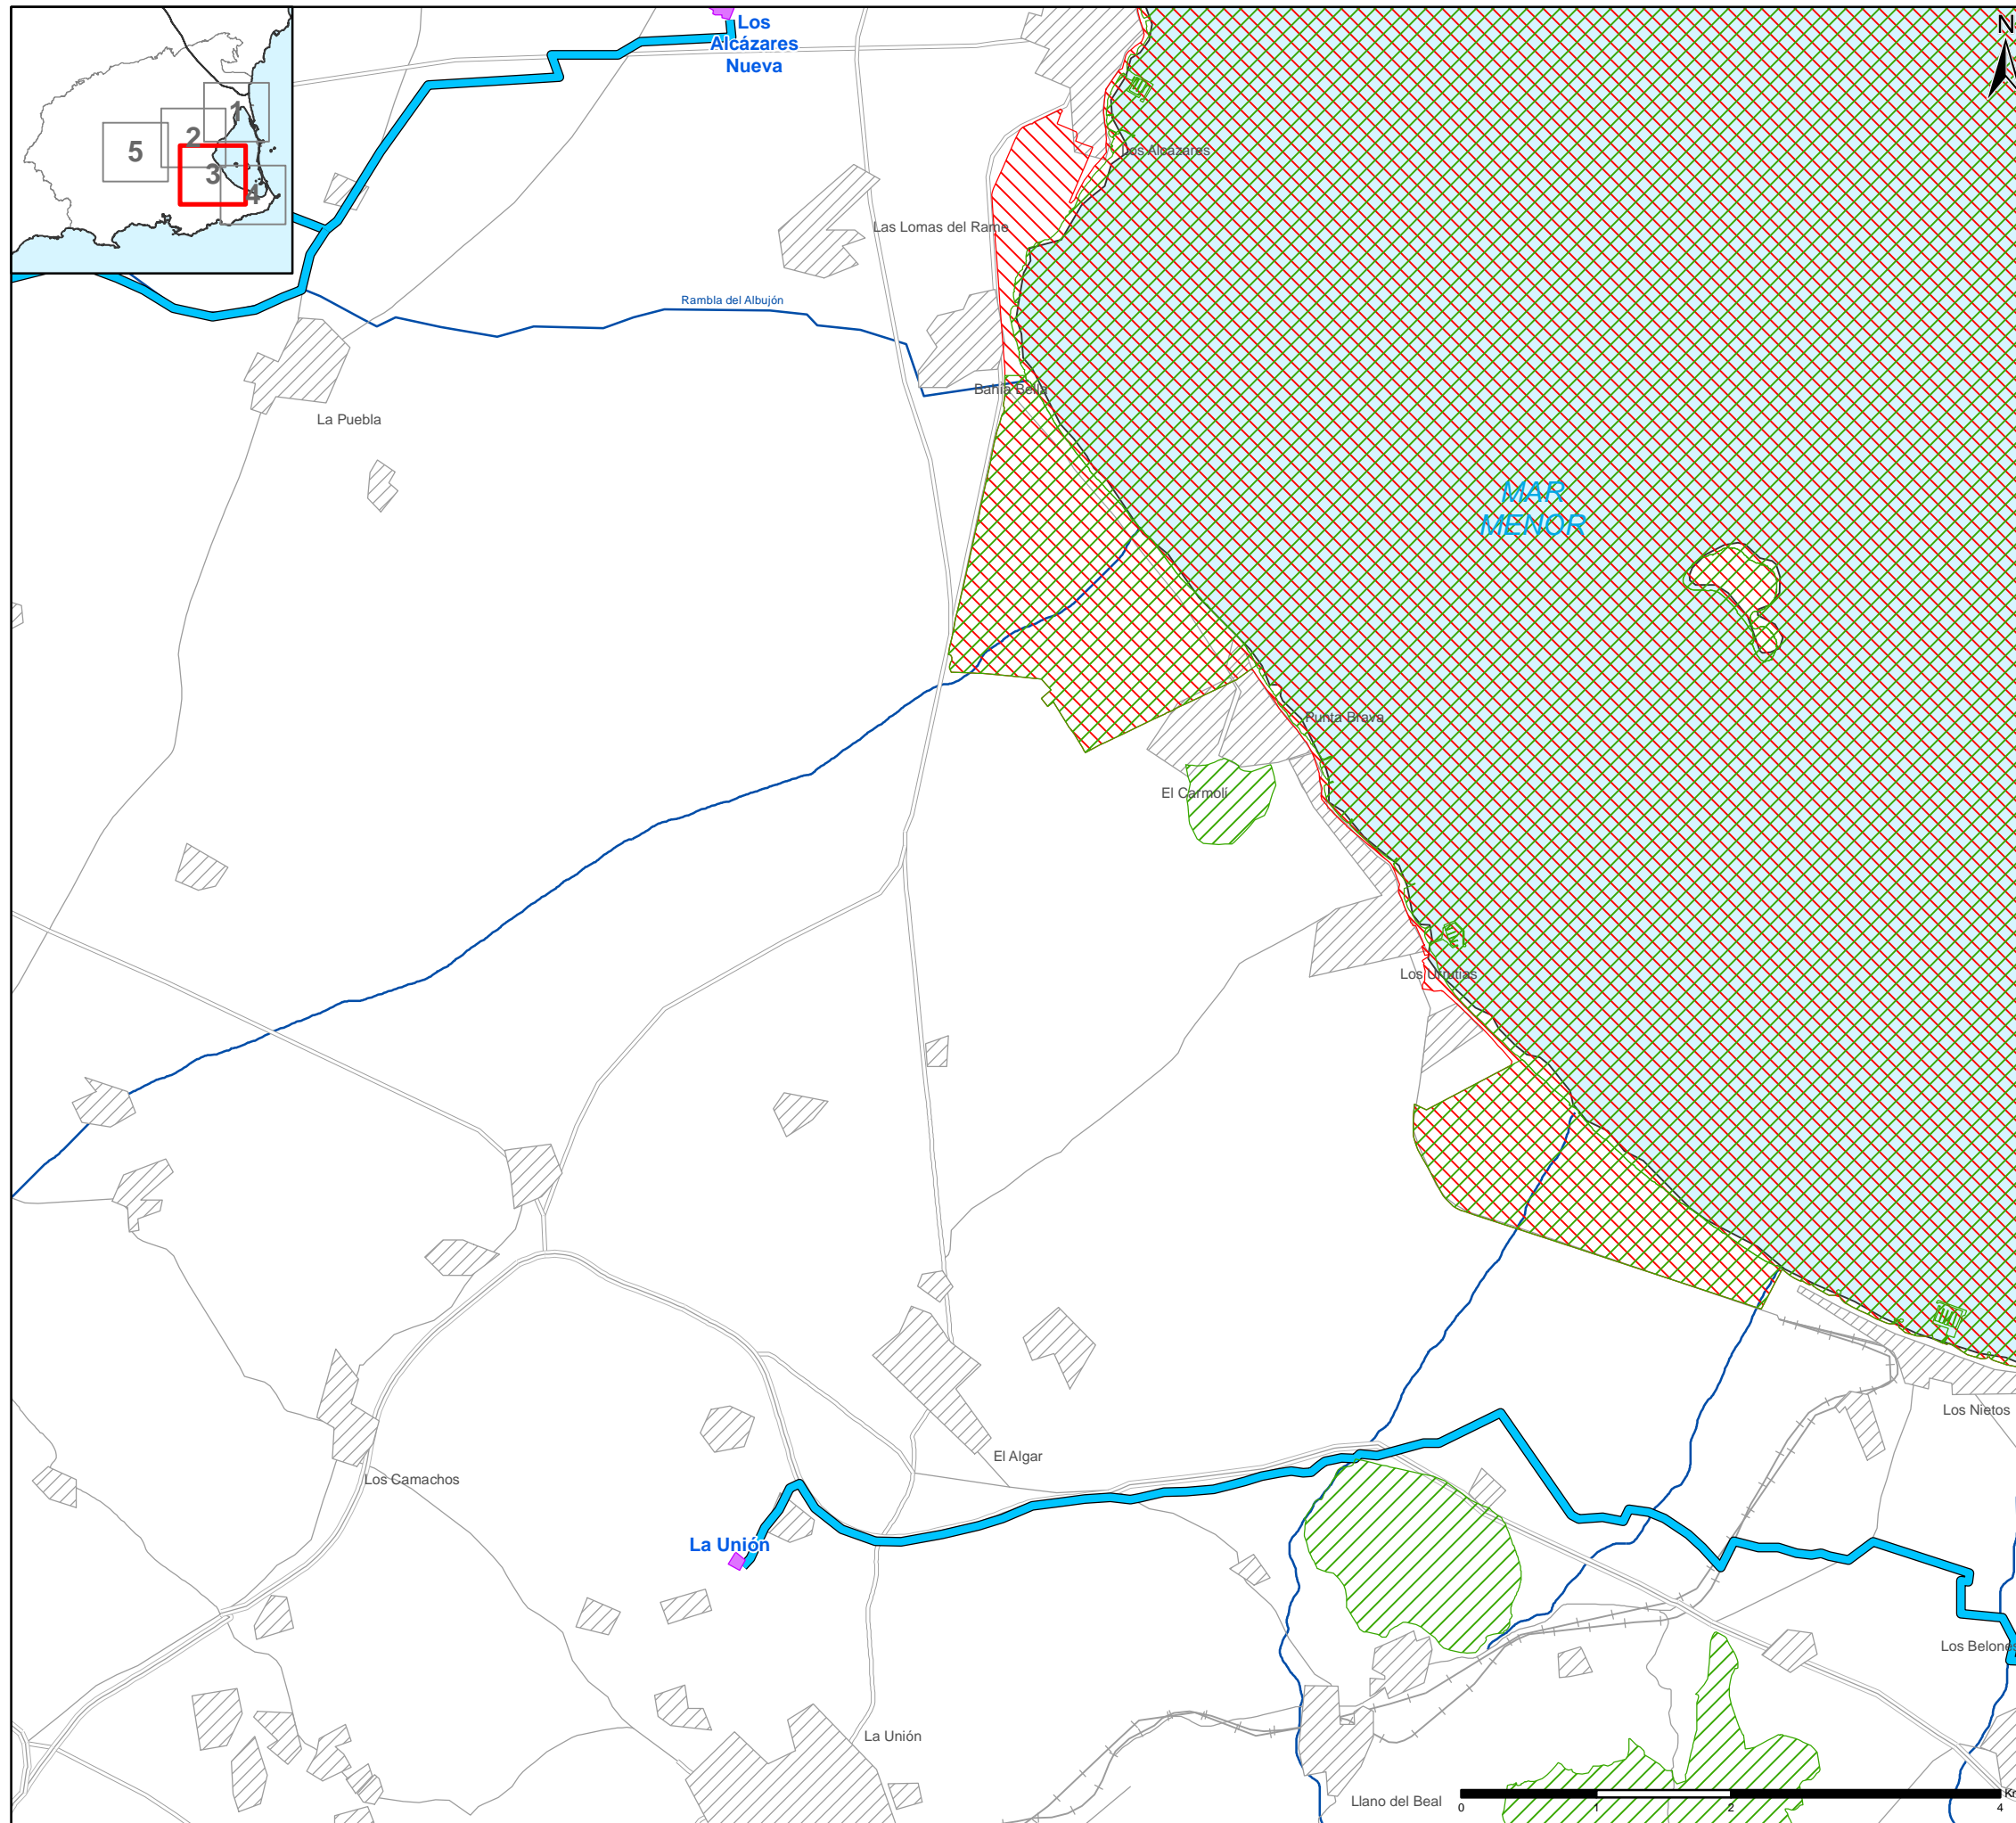 Los
Alcázares
Nueva
N
1
2
5
3
4
Los Alcázares
Las Lomas del Rame
Rambla del Albujón
Bahía Bella
La Puebla
MAR
MENOR
Punta Brava
El Carmolí
Los Urrutias
Los Nietos
El Algar
Los Camachos
La Unión
Los Belones
La Unión
Llano del Beal
0
1
2
4
Km